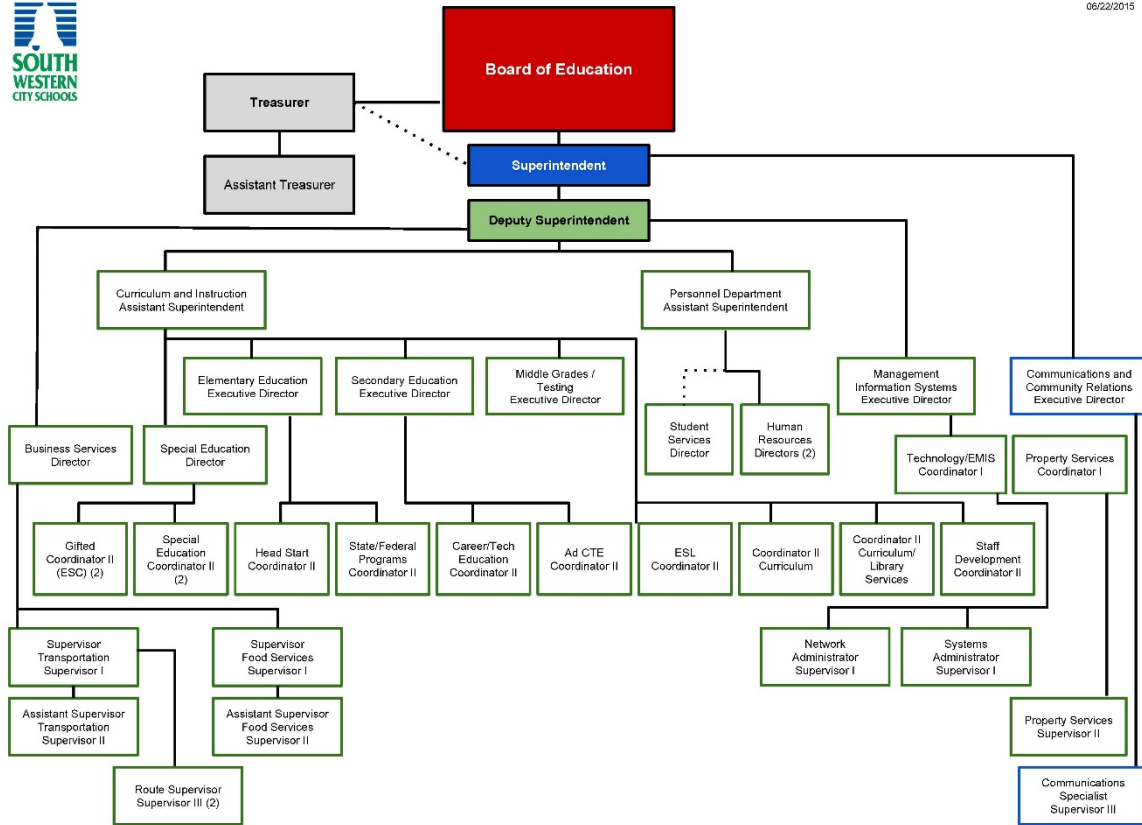 06/22/2015
SOUTH
WESTERN
CITY SCHOOLS
Board of Education
Treasurer
Superintendent
Assistant Treasurer
Deputy Superintendent
Curriculum and Instruction
Assistant Superintendent
Personnel Department
Assistant Superintendent
Elementary Education
Executive Director
Secondary Education
Executive Director
Middle Grades /
Testing
Executive Director
Management
Information Systems
Executive Director
Communications and
Community Relations
Executive Director
Business Services
Director
Special Education
Director
Student
Services
Director
Human
Resources
Directors (2)
Technology/EMIS
Coordinator I
Property Services
Coordinator I
Gifted
Coordinator II
(ESC) (2)
Special
Education
Coordinator II
(2)
Head Start
Coordinator II
State/Federal
Programs
Coordinator II
Career/Tech
Education
Coordinator II
Ad CTE
Coordinator II
ESL
Coordinator II
Coordinator II
Curriculum
Coordinator II
Curriculum/
Library
Services
Staff
Development
Coordinator II
Supervisor
Transportation
Supervisor I
Supervisor
Food Services
Supervisor I
Network
Administrator
Supervisor I
Systems
Administrator
Supervisor I
Assistant Supervisor
Transportation
Supervisor II
Assistant Supervisor
Food Services
Supervisor II
Property Services
Supervisor II
Route Supervisor
Supervisor III (2)
Communications
Specialist
Supervisor III